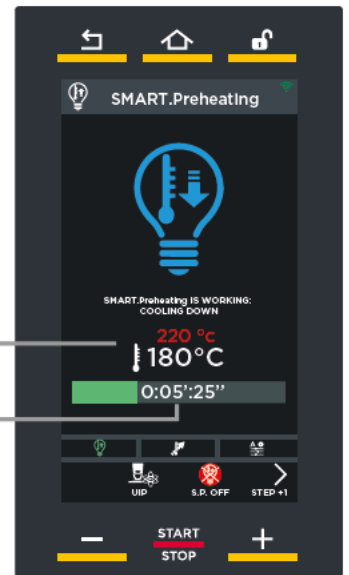 SMART.Preheating
SMART.Preheating IS WORKING:
COOLING DOWN
220 °c
180°C
0:05':25’’
UIP
S.P. OFF
STEP +1
START
STOP